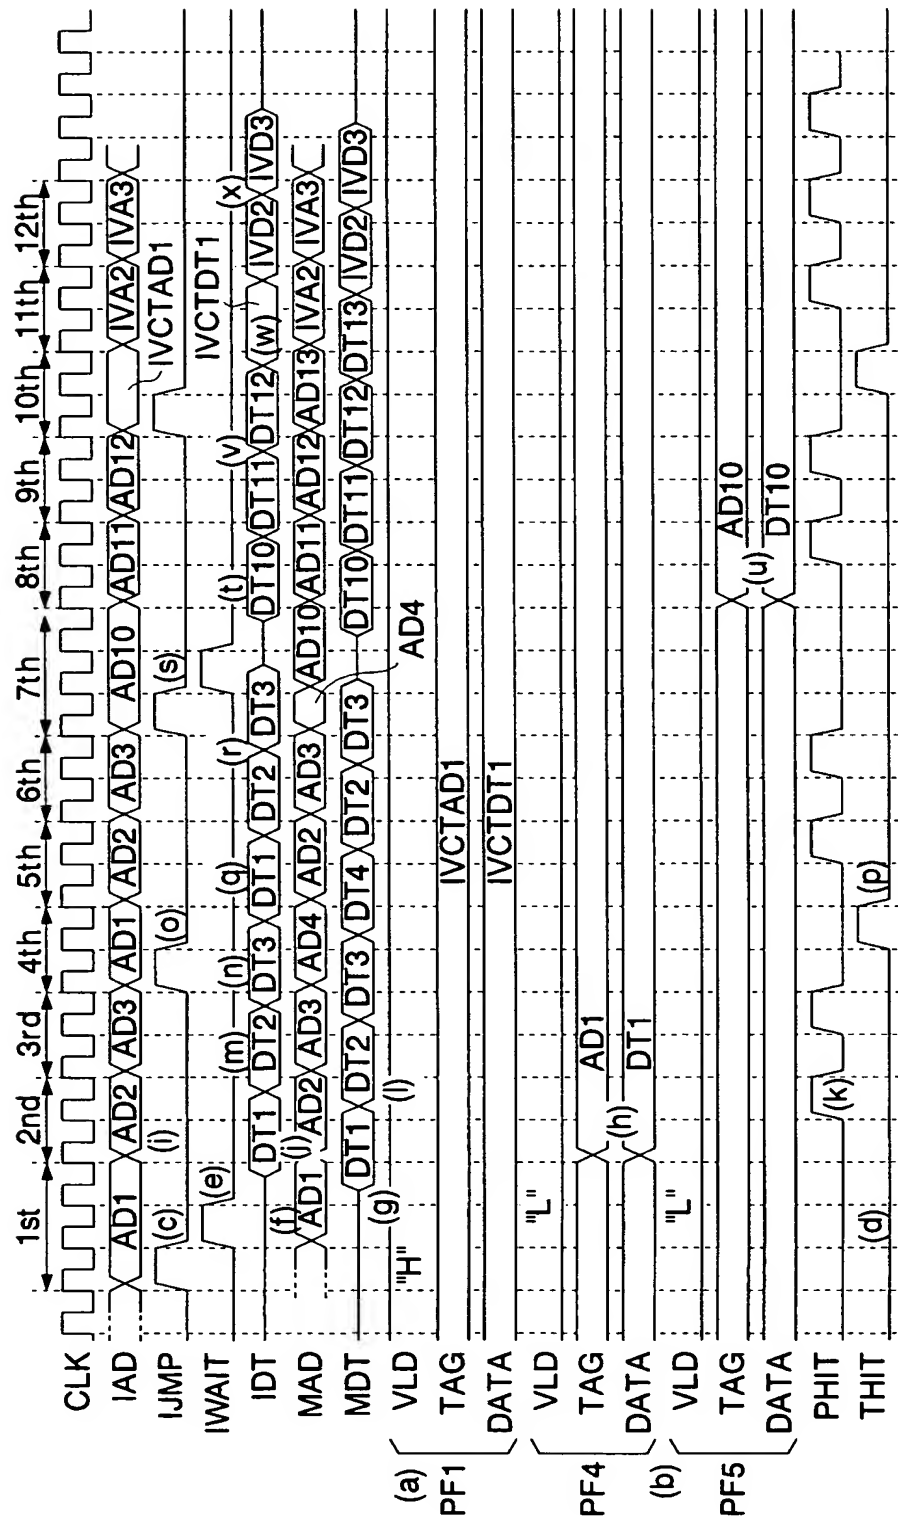 1st 2nd 3rd 4th 5th 6th 7th 8th 9th 10th 11th 12th
CLK
IAD AD1 AD2 AD3 AD1 AD2 AD3 AD10 AD11 AD12 IVA2 IVA3
IVCTAD1
IJMP (c) (i) (o) (s)
IWAIT (e) (m) (n) (q) (r) (t) (v) IVCTDT1 (x)
IDT DT1 DT2 DT3 DT1 DT2 DT3 DT10 DT11 DT12 (w) IVD2 IVD3
MAD (f) AD1 (j) AD2 AD3 AD4 AD2 AD3 AD10 AD11 AD12 AD13 IVA2 IVA3
MDT (g) DT1 DT2 DT3 DT4 DT2 DT3 DT10 DT11 DT12 DT13 IVD2 IVD3
AD4
(a) PF1
VLD "H" (l)
TAG IVCTAD1
DATA IVCTDT1
PF4
VLD "L"
TAG AD1
(h)
DATA DT1
(b) PF5
VLD "L"
TAG AD10
(u)
DATA DT10
PHIT (k)
THIT (d) (p)